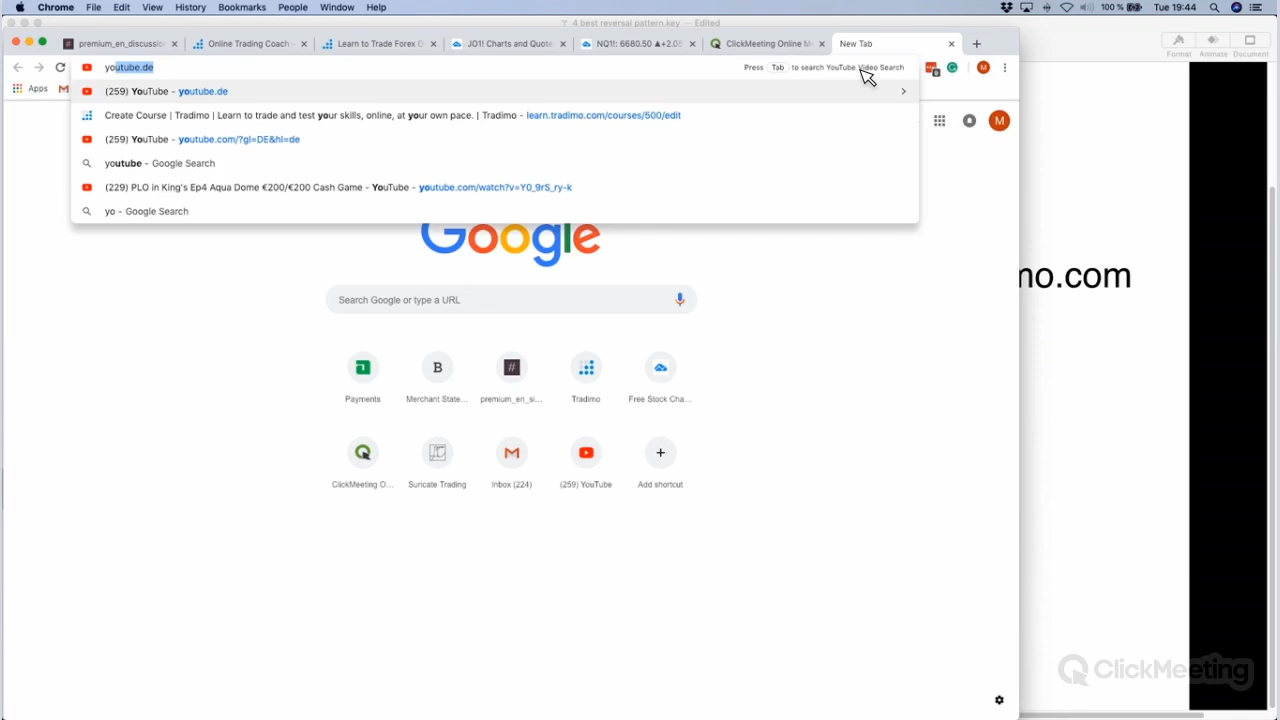 Chrome File Edit View History Bookmarks People Window Help 100 % Tue 19:44
4 best reversal pattern.key — Edited
premium_en_discussi Online Trading Coach - Learn to Trade Forex O JO1! Charts and Quot NQ1!: 6680.50 ▲+2.05 ClickMeeting Online M New Tab
Format Animate Document
youtube.de Press Tab to search YouTube Video Search
Apps
(259) YouTube - youtube.de
Create Course | Tradimo | Learn to trade and test your skills, online, at your own pace. | Tradimo - learn.tradimo.com/courses/500/edit
(259) YouTube - youtube.com/?gl=DE&hl=de
youtube - Google Search
(229) PLO in King's Ep4 Aqua Dome €200/€200 Cash Game - YouTube - youtube.com/watch?v=Y0_9rS_ry-k
yo - Google Search
M
M
Google
mo.com
Search Google or type a URL
Payments Merchant State... premium_en_si... Tradimo Free Stock Cha...
ClickMeeting O... Suricate Trading Inbox (224) (259) YouTube Add shortcut
ClickMeeting